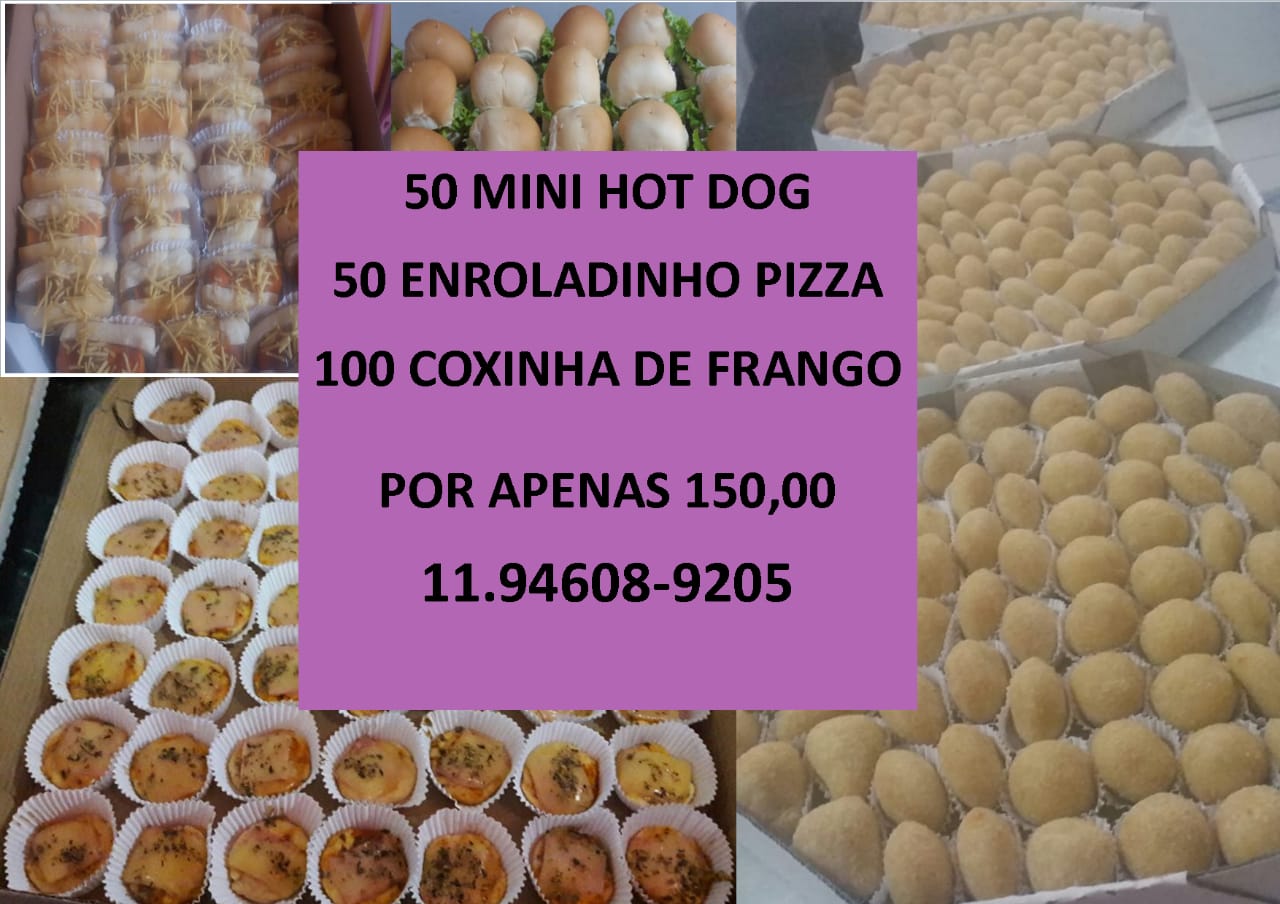 50 MINI HOT DOG
50 ENROLADINHO PIZZA
100 COXINHA DE FRANGO
POR APENAS 150,00
11.94608-9205